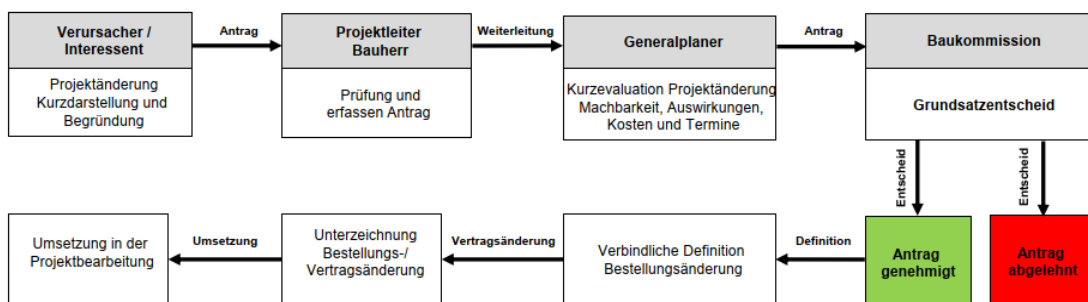 Verursacher /
Interessent
Antrag
Projektleiter
Bauherr
Weiterleitung
Generalplaner
Antrag
Baukommission
Projektänderung
Kurzdarstellung und
Begründung
Prüfung und
erfassen Antrag
Kurzevaluation Projektänderung
Machbarkeit, Auswirkungen,
Kosten und Termine
Grundsatzentscheid
Entscheid
Entscheid
Umsetzung in der
Projektbearbeitung
Umsetzung
Unterzeichnung
Bestellungs-/
Vertragsänderung
Vertragsänderung
Verbindliche Definition
Bestellungsänderung
Definition
Antrag
genehmigt
Antrag
abgelehnt